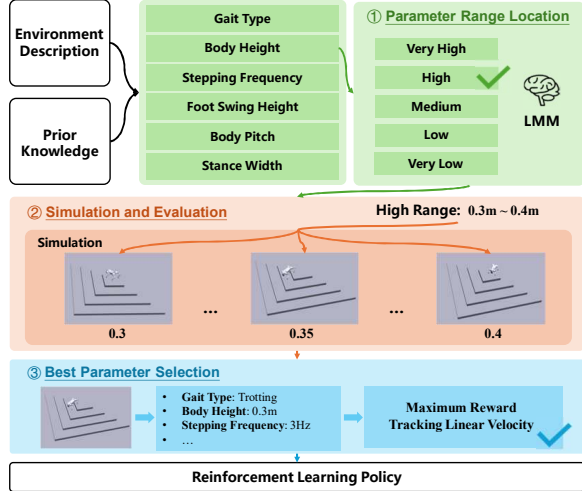 Environment
Description
Prior
Knowledge
Gait Type
Body Height
Stepping Frequency
Foot Swing Height
Body Pitch
Stance Width
① Parameter Range Location
Very High
High
Medium
Low
Very Low
LMM
② Simulation and Evaluation
High Range: 0.3m ~ 0.4m
Simulation
... ...
0.3 0.35 0.4
③ Best Parameter Selection
• Gait Type: Trotting
• Body Height: 0.3m
• Stepping Frequency: 3Hz
• ...
Maximum Reward
Tracking Linear Velocity
Reinforcement Learning Policy